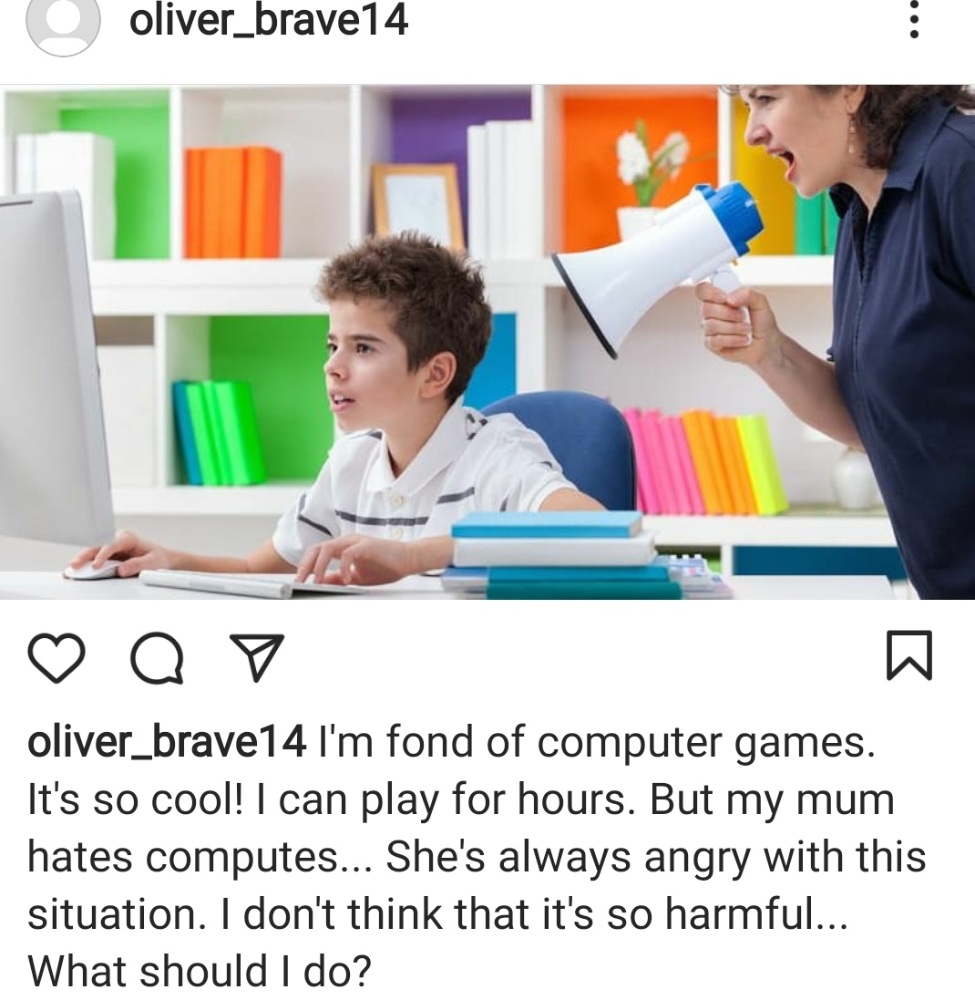 oliver_brave14
oliver_brave14 I'm fond of computer games.
It's so cool! I can play for hours. But my mum
hates computes... She's always angry with this
situation. I don't think that it's so harmful...
What should I do?